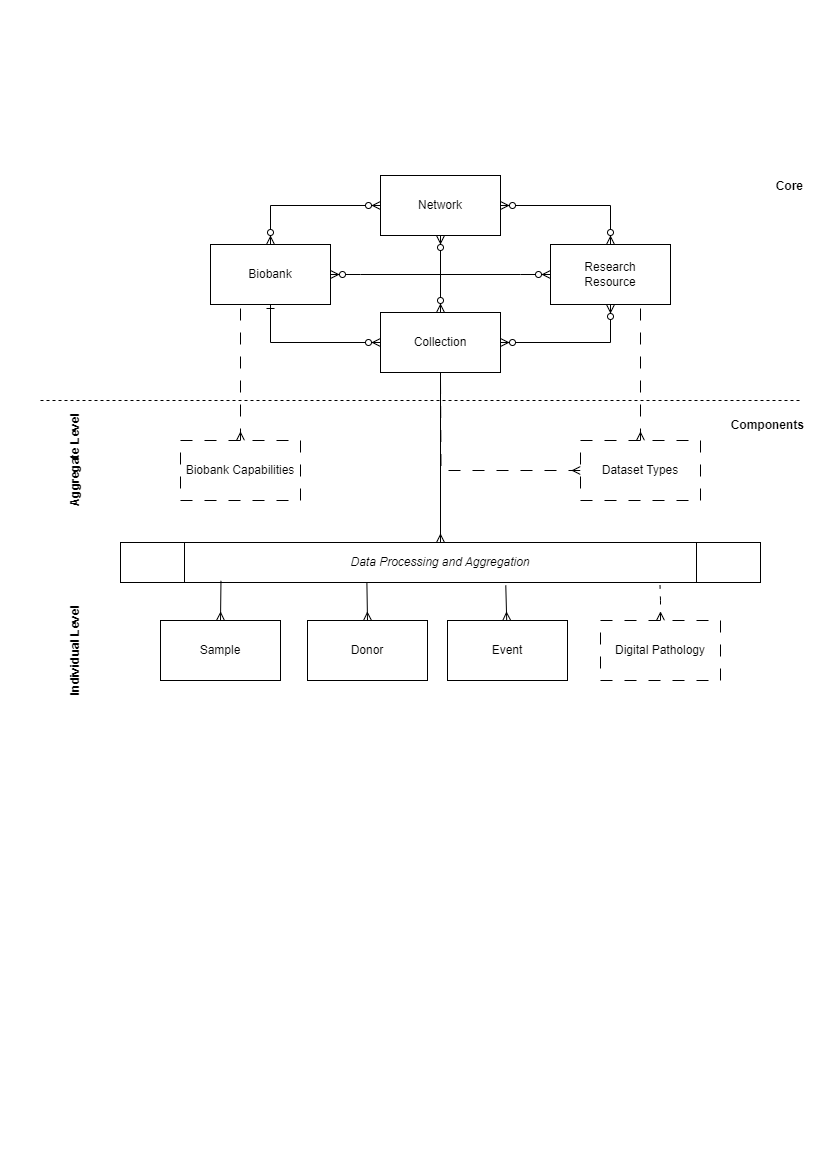 Network
Core
Biobank
Research
Resource
Collection
Aggregate Level
Components
Biobank Capabilities
Dataset Types
Data Processing and Aggregation
Individual Level
Sample
Donor
Event
Digital Pathology